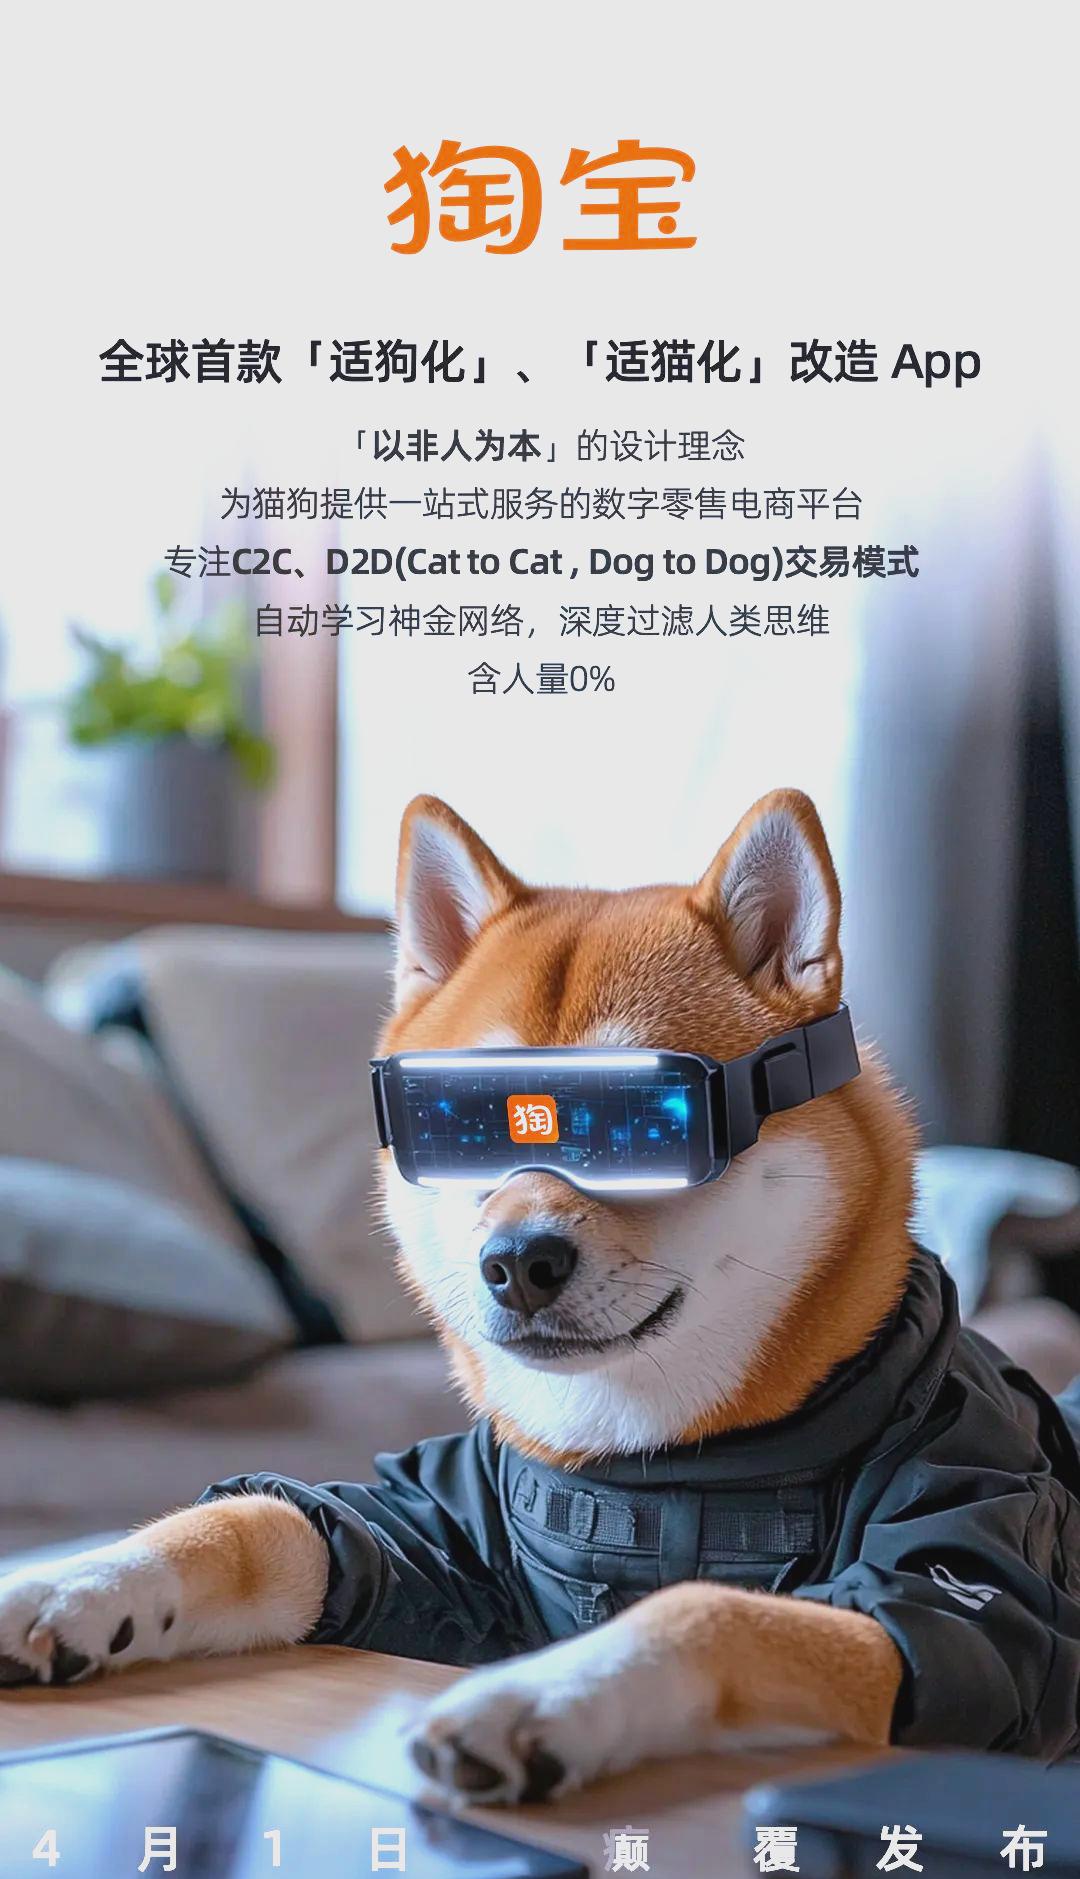 宝
全球首款「适狗化」、「适猫化」改造 App
「以非人为本」的设计理念
为猫狗提供一站式服务的数字零售电商平台
专注C2C、D2D(Cat to Cat , Dog to Dog)交易模式
自动学习神金网络，深度过滤人类思维
含人量0%
4月1日 颠覆发布